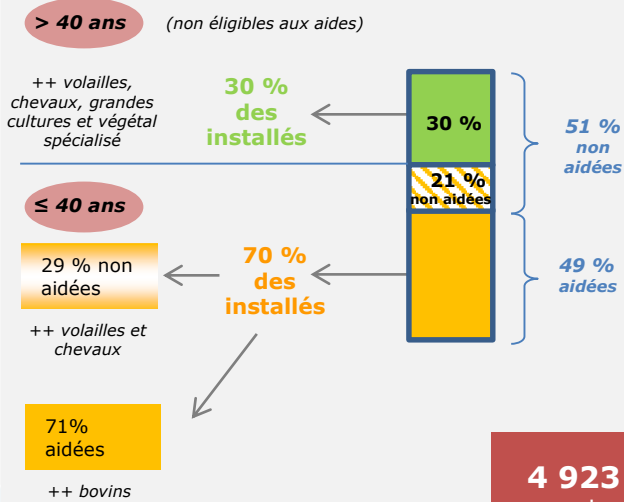 > 40 ans
(non éligibles aux aides)
++ volailles,
chevaux, grandes
cultures et végétal
spécialisé
30 %
des
installés
30 %
51 %
non
aidées
21 %
non aidées
≤ 40 ans
29 % non
aidées
70 %
des
installés
49 %
aidées
++ volailles et
chevaux
71%
aidées
++ bovins
4 923